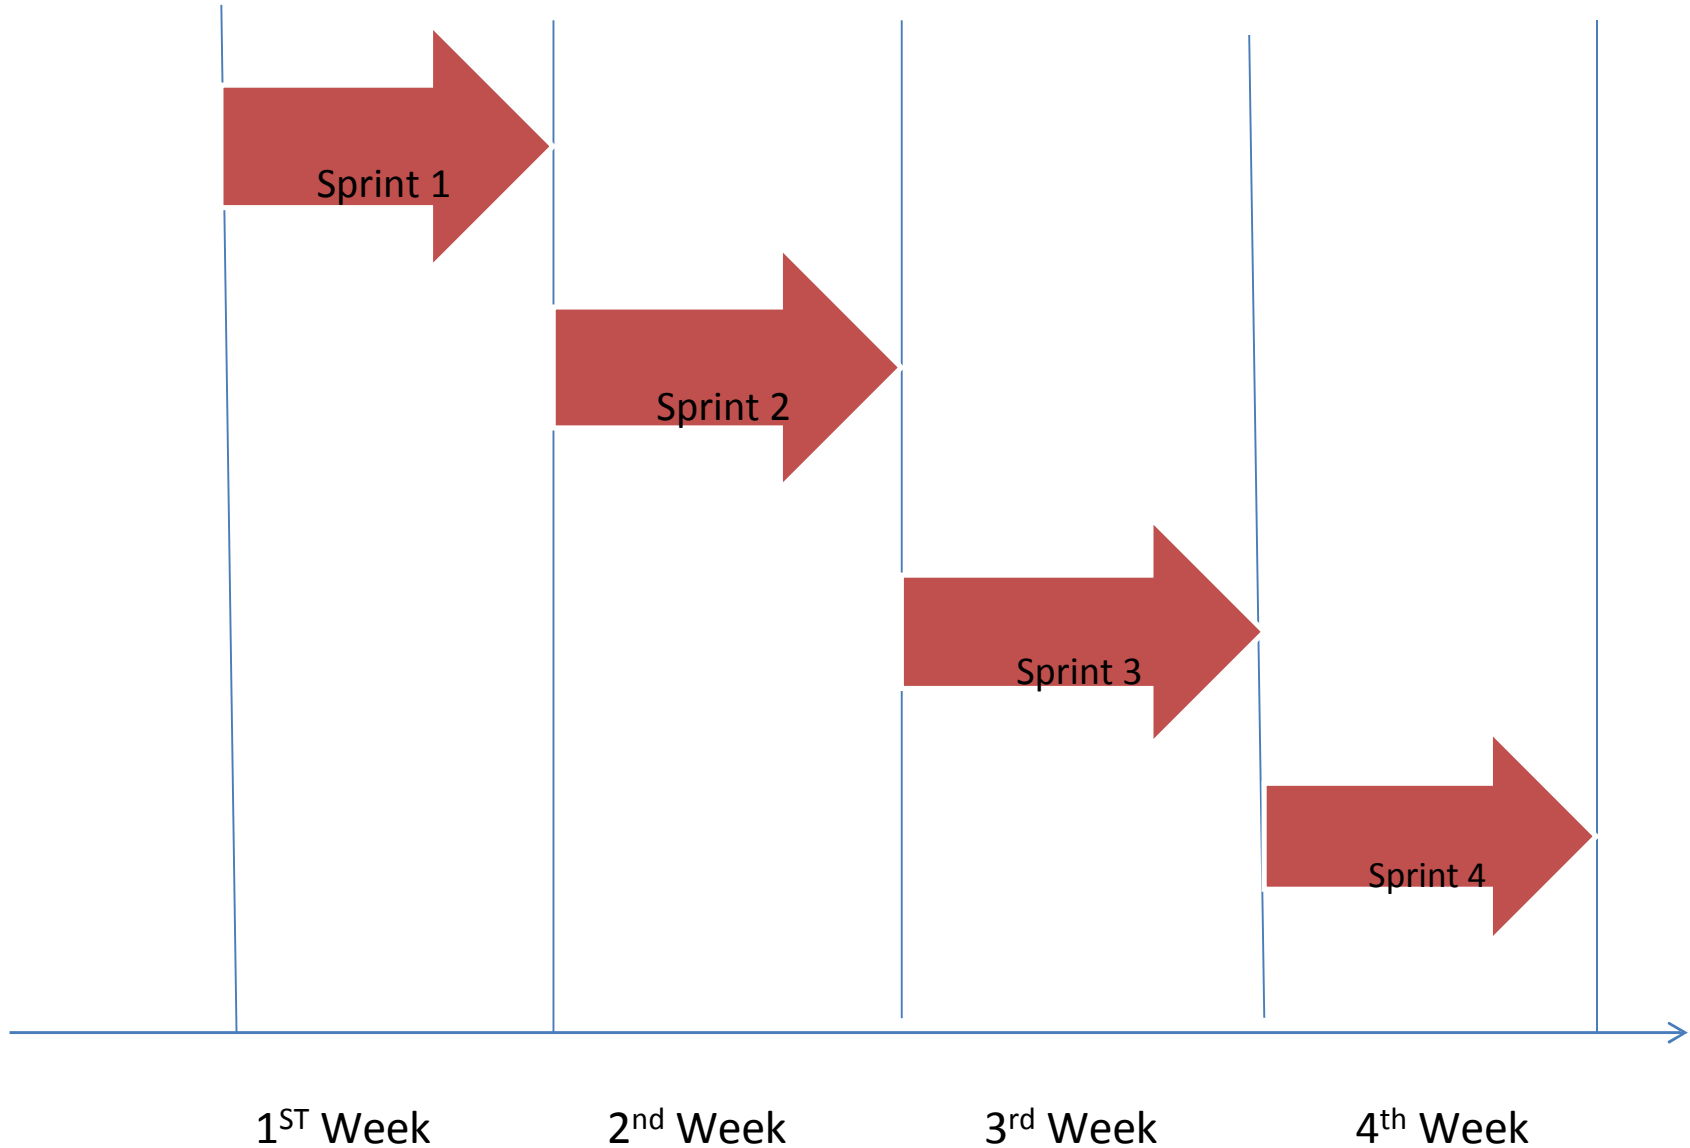 Sprint 1
Sprint 2
Sprint 3
Sprint 4
1ST Week
2nd Week
3rd Week
4th Week